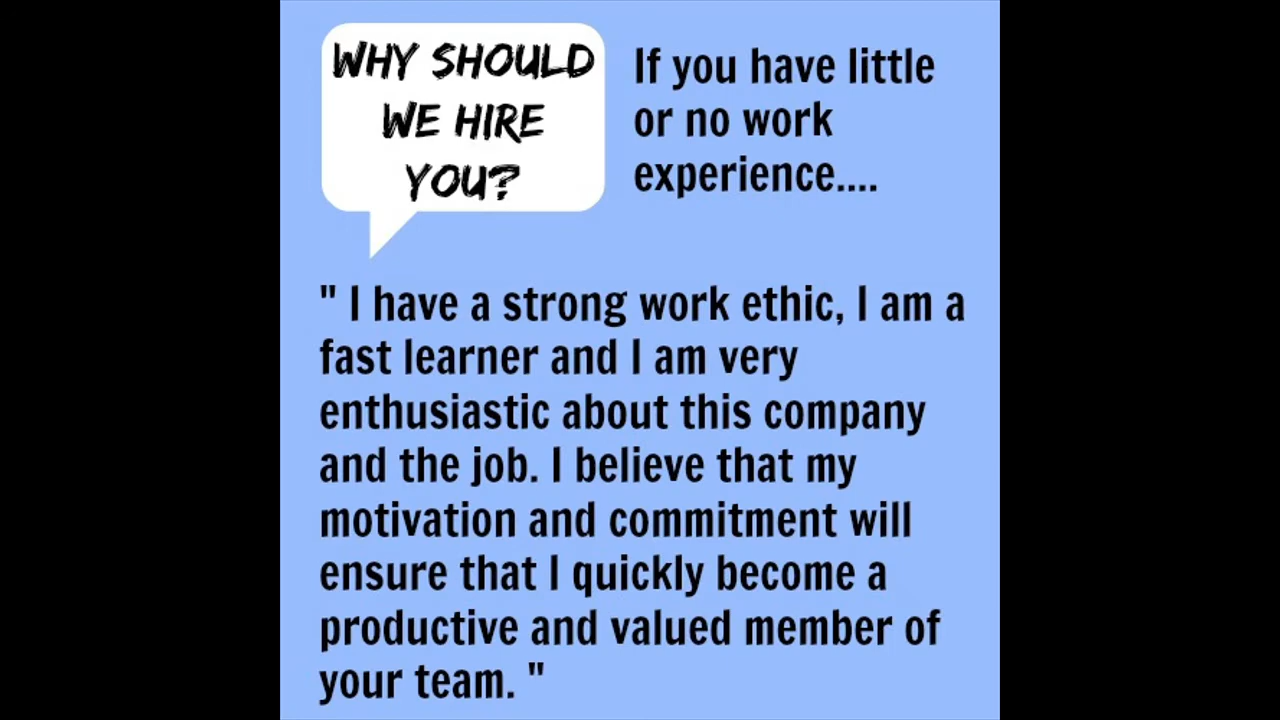 WHY SHOULD
WE HIRE
YOU?
If you have little
or no work
experience....
" I have a strong work ethic, I am a
fast learner and I am very
enthusiastic about this company
and the job. I believe that my
motivation and commitment will
ensure that I quickly become a
productive and valued member of
your team. "